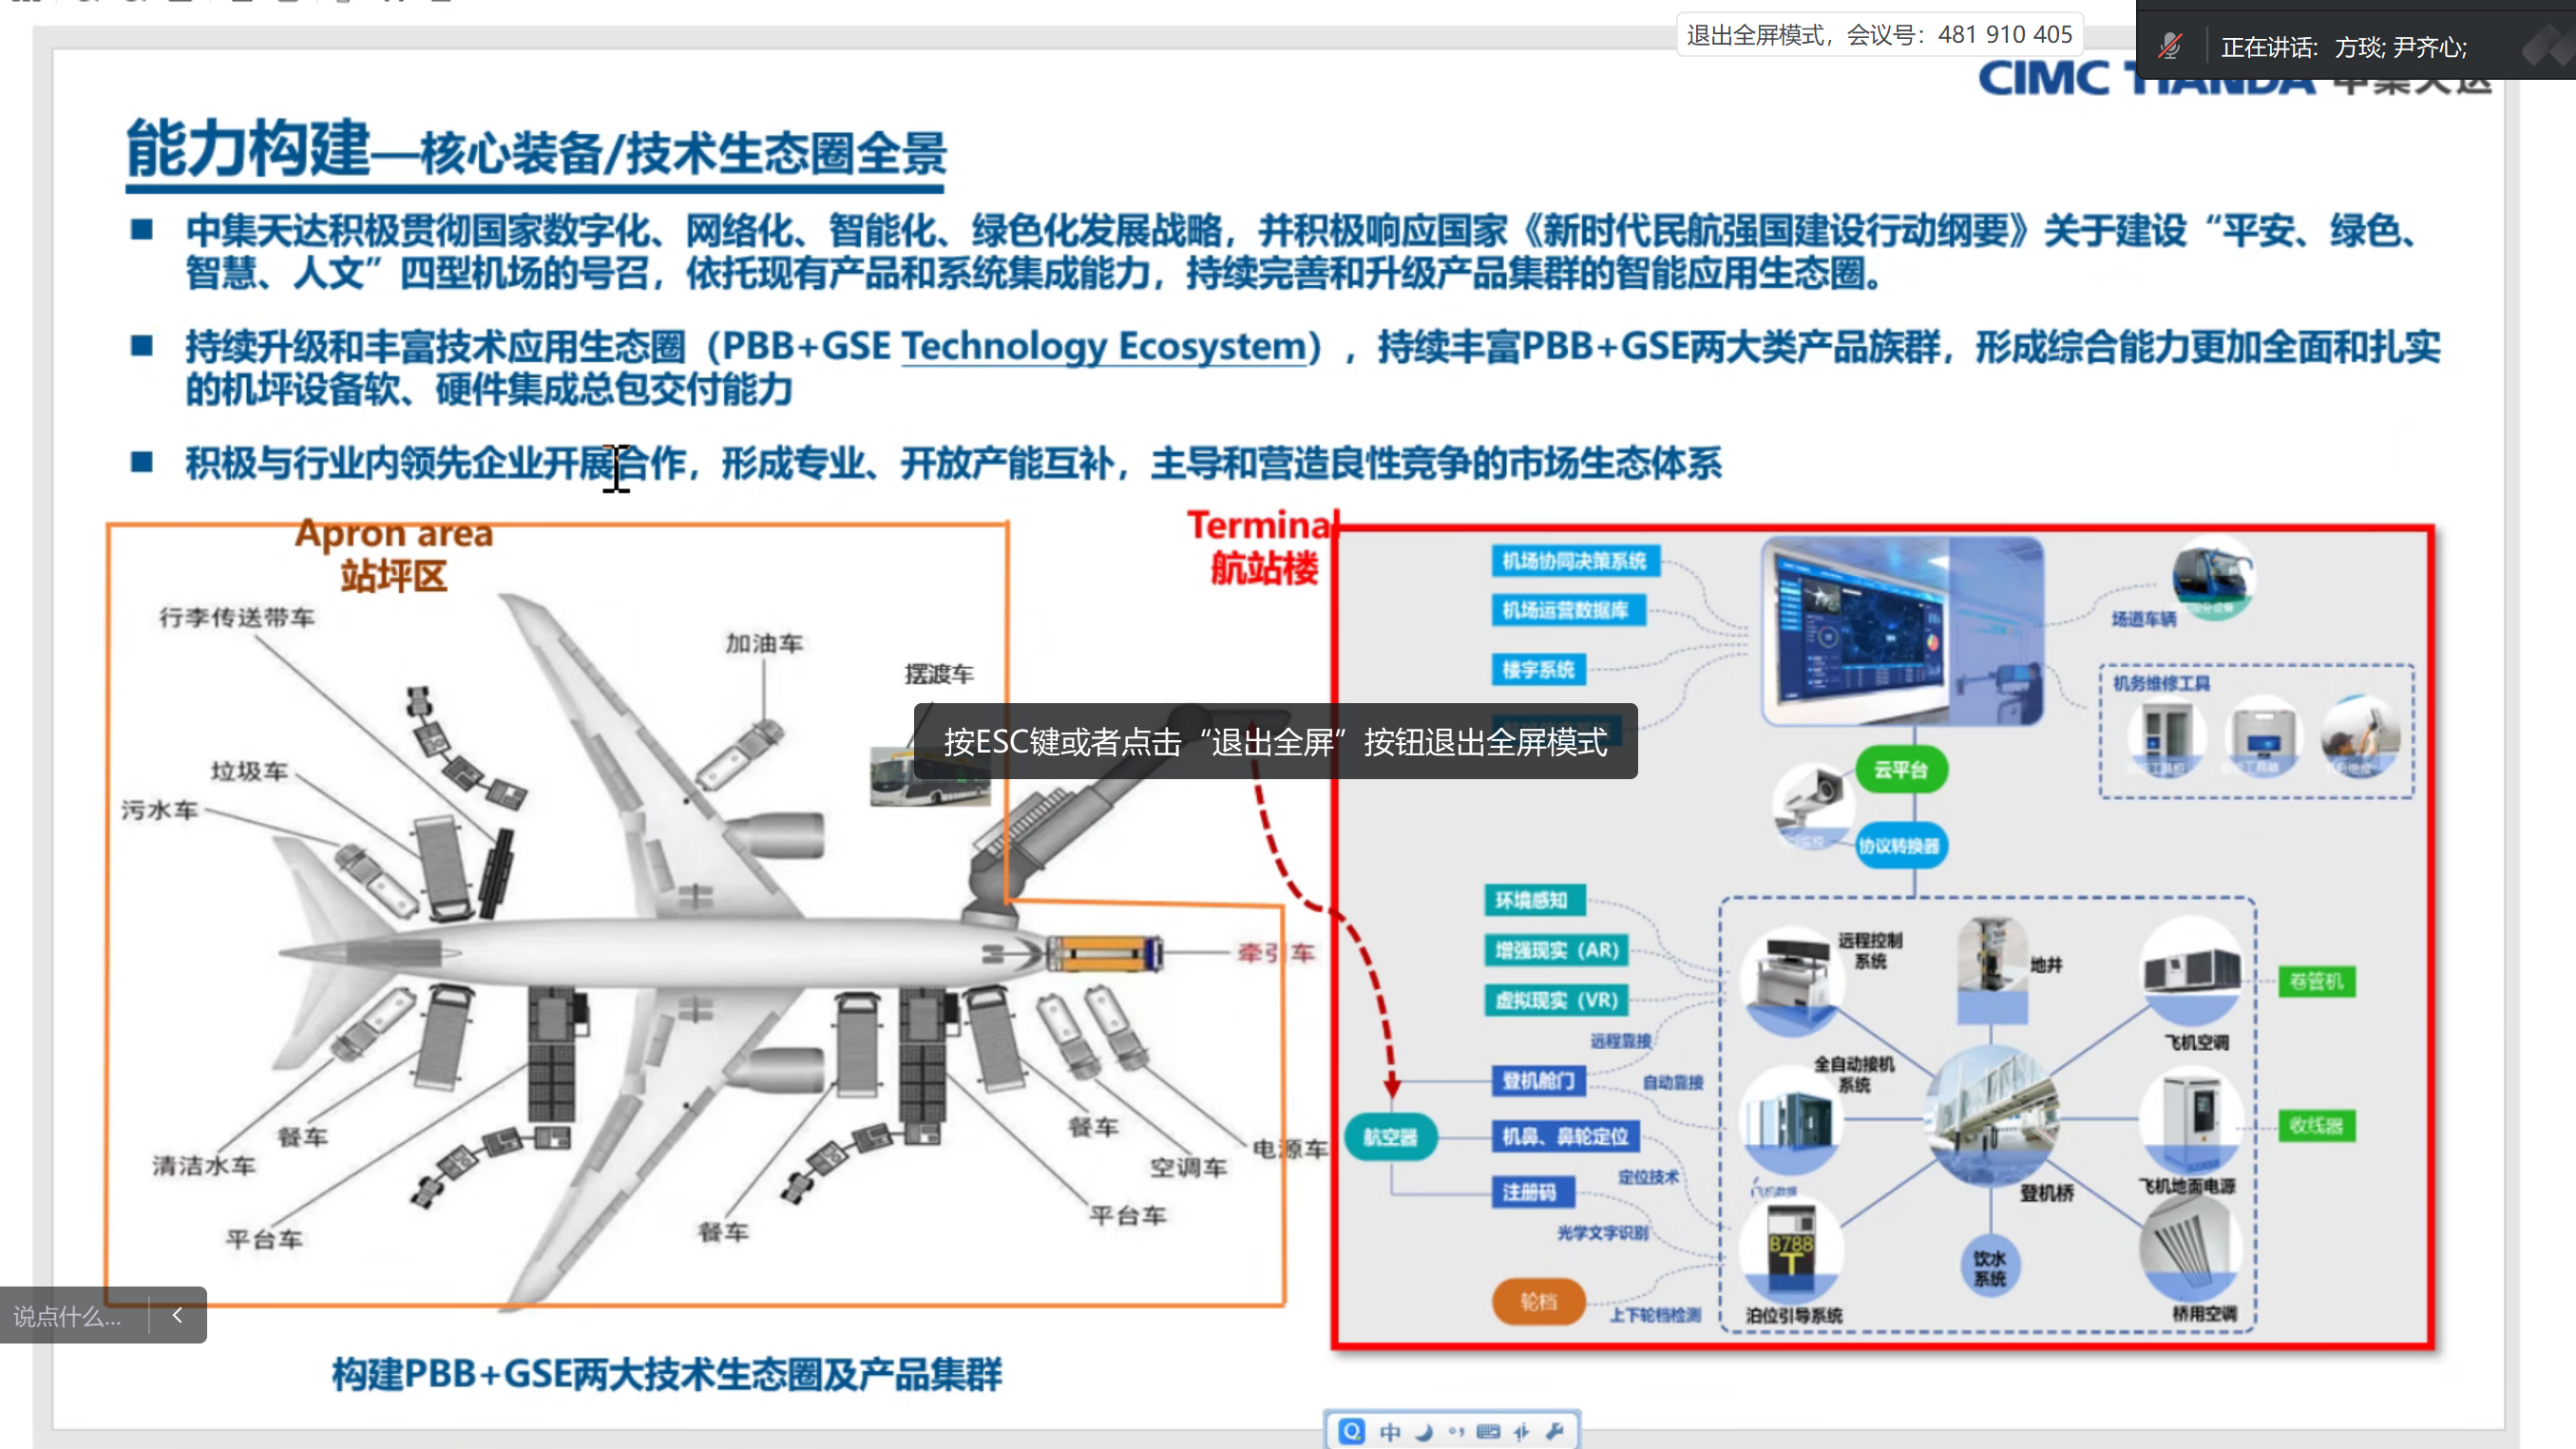 退出全屏模式，会议号：481 910 405
正在讲话: 方琰; 尹齐心;
CIMC TIANDA 中集天达
能力构建—核心装备/技术生态圈全景
中集天达积极贯彻国家数字化、网络化、智能化、绿色化发展战略，并积极响应国家《新时代民航强国建设行动纲要》关于建设“平安、绿色、
智慧、人文”四型机场的号召，依托现有产品和系统集成能力，持续完善和升级产品集群的智能应用生态圈。
持续升级和丰富技术应用生态圈（PBB+GSE Technology Ecosystem），持续丰富PBB+GSE两大类产品族群，形成综合能力更加全面和扎实
的机坪设备软、硬件集成总包交付能力
积极与行业内领先企业开展合作，形成专业、开放产能互补，主导和营造良性竞争的市场生态体系
Apron area
站坪区
行李传送带车
加油车
摆渡车
垃圾车
污水车
牵引车
清洁水车
餐车
平台车
餐车
餐车
平台车
空调车
电源车
Terminal
航站楼
机场协同决策系统
机场运营数据库
楼宇系统
场道车辆
机务维修工具
按ESC键或者点击“退出全屏”按钮退出全屏模式
云平台
协议转换器
环境感知
增强现实（AR）
虚拟现实（VR）
远程靠接
登机舱门
自动靠接
航空器
机鼻、鼻轮定位
定位技术
注册码
光学文字识别
轮档
上下轮档检测
远程控制
系统
地井
飞机空调
卷管机
全自动接机
系统
登机桥
飞机地面电源
收线器
飞机数据
B788
泊位引导系统
饮水
系统
桥用空调
说点什么...
构建PBB+GSE两大技术生态圈及产品集群
中